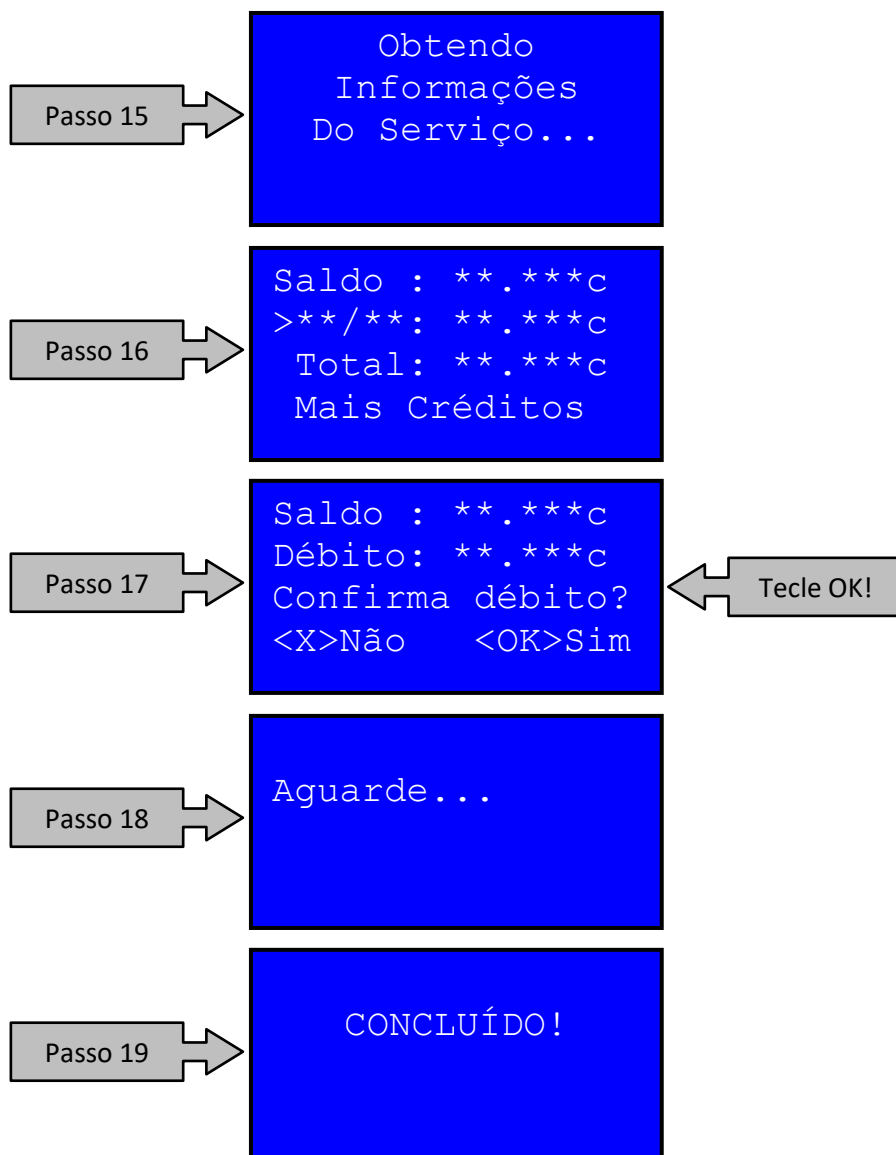 Passo 15
Obtendo
Informações
Do Serviço...
Passo 16
Saldo : **.***c
>**/**: **.***c
Total: **.***c
Mais Créditos
Passo 17
Saldo : **.***c
Débito: **.***c
Confirma débito?
<X>Não <OK>Sim
Tecle OK!
Passo 18
Aguarde...
Passo 19
CONCLUÍDO!